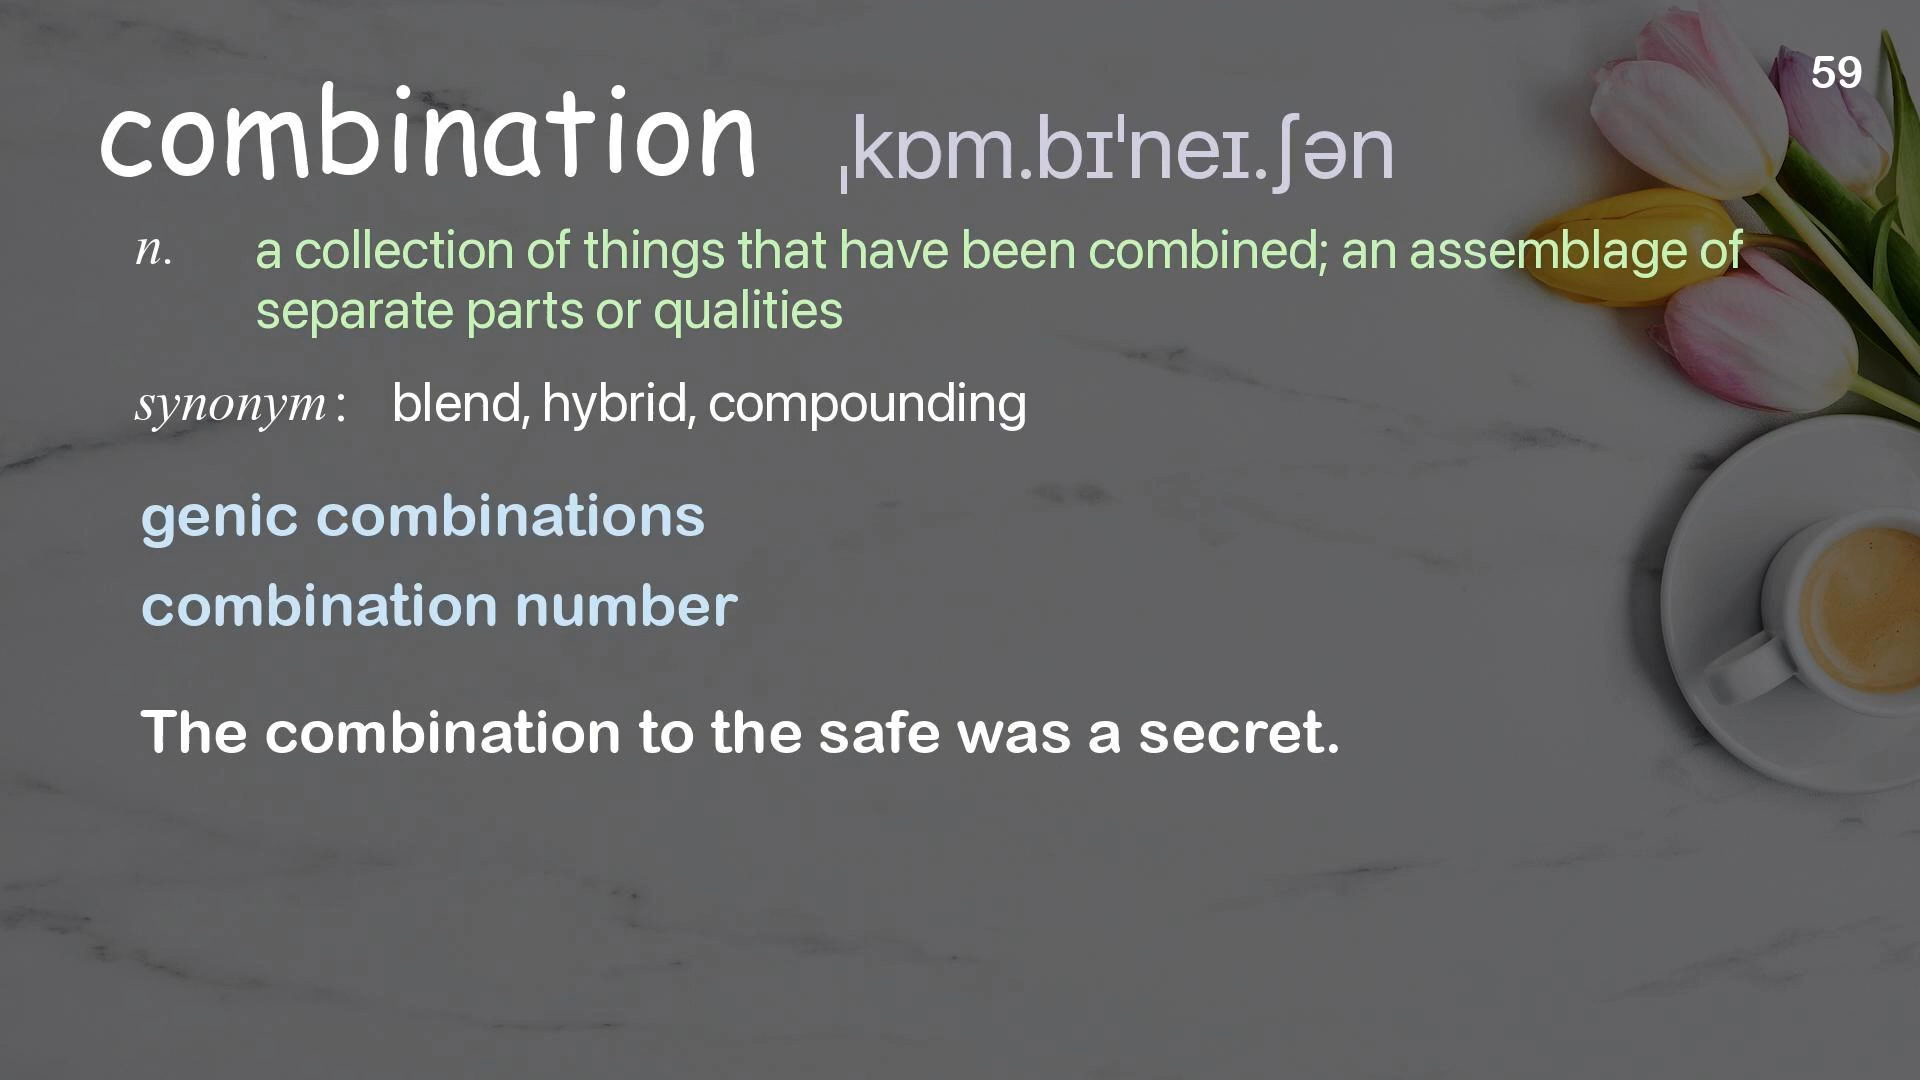 59
combination ˌkɒm.bɪˈneɪ.ʃən
n. a collection of things that have been combined; an assemblage of
separate parts or qualities
synonym: blend, hybrid, compounding
genic combinations
combination number
The combination to the safe was a secret.